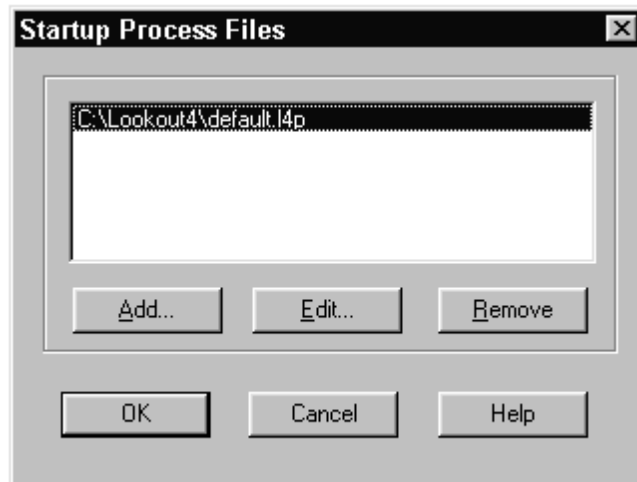 Startup Process Files
C:\Lookout4\default.l4p
Add... Edit... Remove
OK Cancel Help